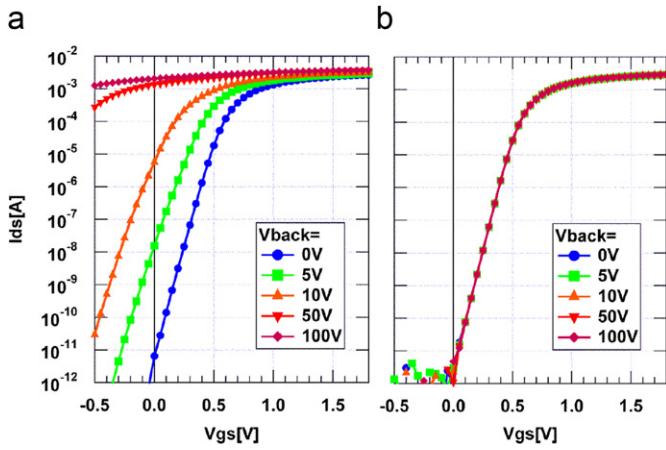 a
b
10-2
10-3
10-4
10-5
10-6
10-7
10-8
10-9
10-10
10-11
10-12
Ids[A]
Vback=
0V
5V
10V
50V
100V
-0.5 0.0 0.5 1.0 1.5
Vgs[V]
Vback=
0V
5V
10V
50V
100V
-0.5 0.0 0.5 1.0 1.5
Vgs[V]